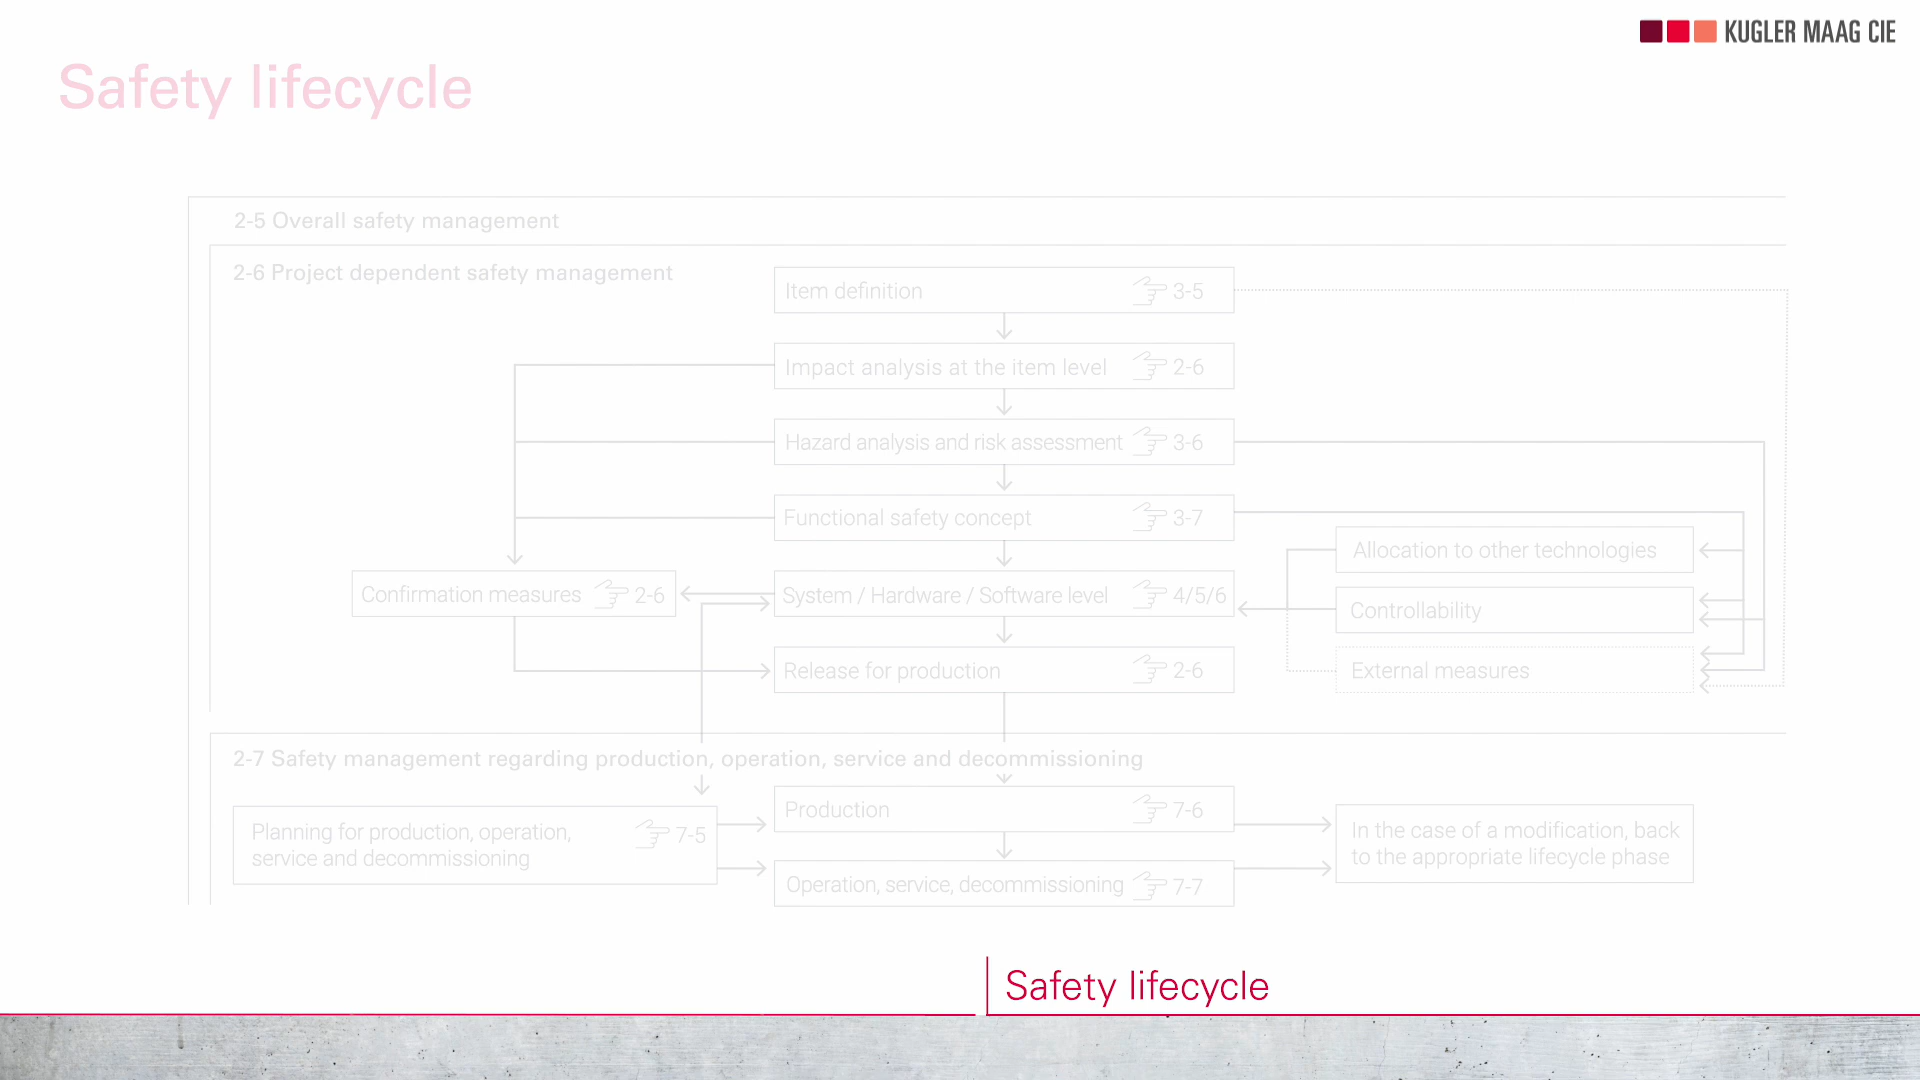 KUGLER MAAG CIE
Safety lifecycle
2-5 Overall safety management
2-6 Project dependent safety management
Item definition 3-5
Impact analysis at the item level 2-6
Hazard analysis and risk assessment 3-6
Functional safety concept 3-7
Allocation to other technologies
Confirmation measures 2-6
System / Hardware / Software level 4/5/6
Controllability
Release for production 2-6
External measures
2-7 Safety management regarding production, operation, service and decommissioning
Planning for production, operation,
service and decommissioning
7-5
Production 7-6
In the case of a modification, back
to the appropriate lifecycle phase
Operation, service, decommissioning 7-7
Safety lifecycle